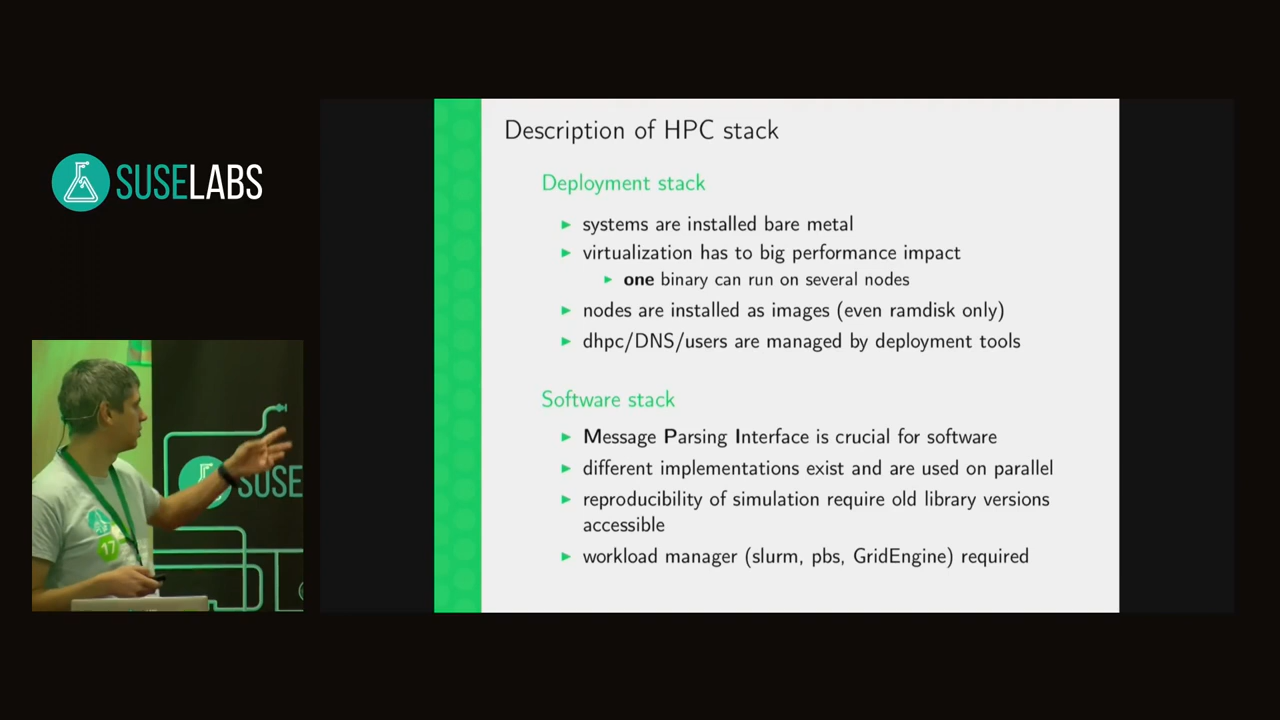 SUSELABS
Description of HPC stack
Deployment stack
systems are installed bare metal
virtualization has to big performance impact
one binary can run on several nodes
nodes are installed as images (even ramdisk only)
dhpc/DNS/users are managed by deployment tools
Software stack
Message Parsing Interface is crucial for software
different implementations exist and are used on parallel
reproducibility of simulation require old library versions
accessible
workload manager (slurm, pbs, GridEngine) required
SUSE
17